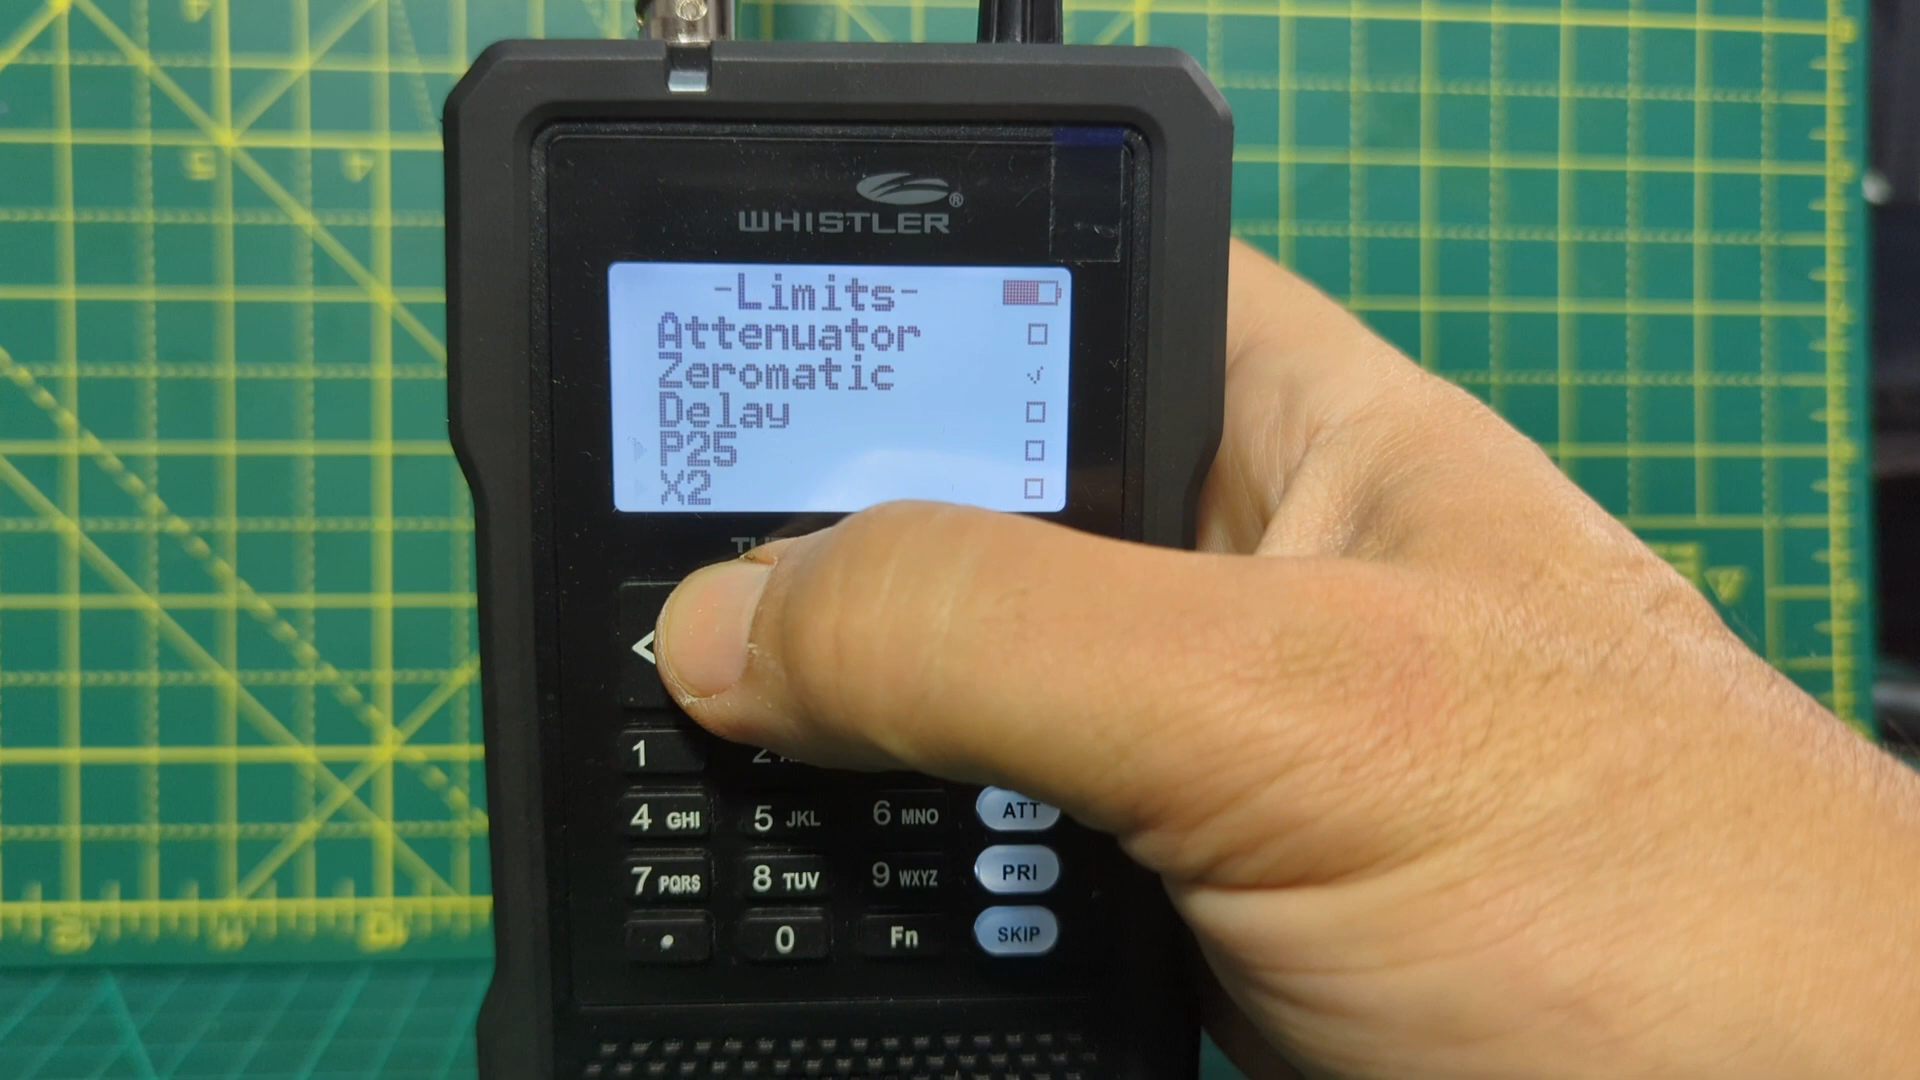 WHISTLER®
-Limits-
Attenuator
Zeromatic
Delay
P25
X2
<
1
2
4 GHI 5 JKL 6 MNO ATT
7 PQRS 8 TUV 9 WXYZ PRI
. 0 Fn SKIP